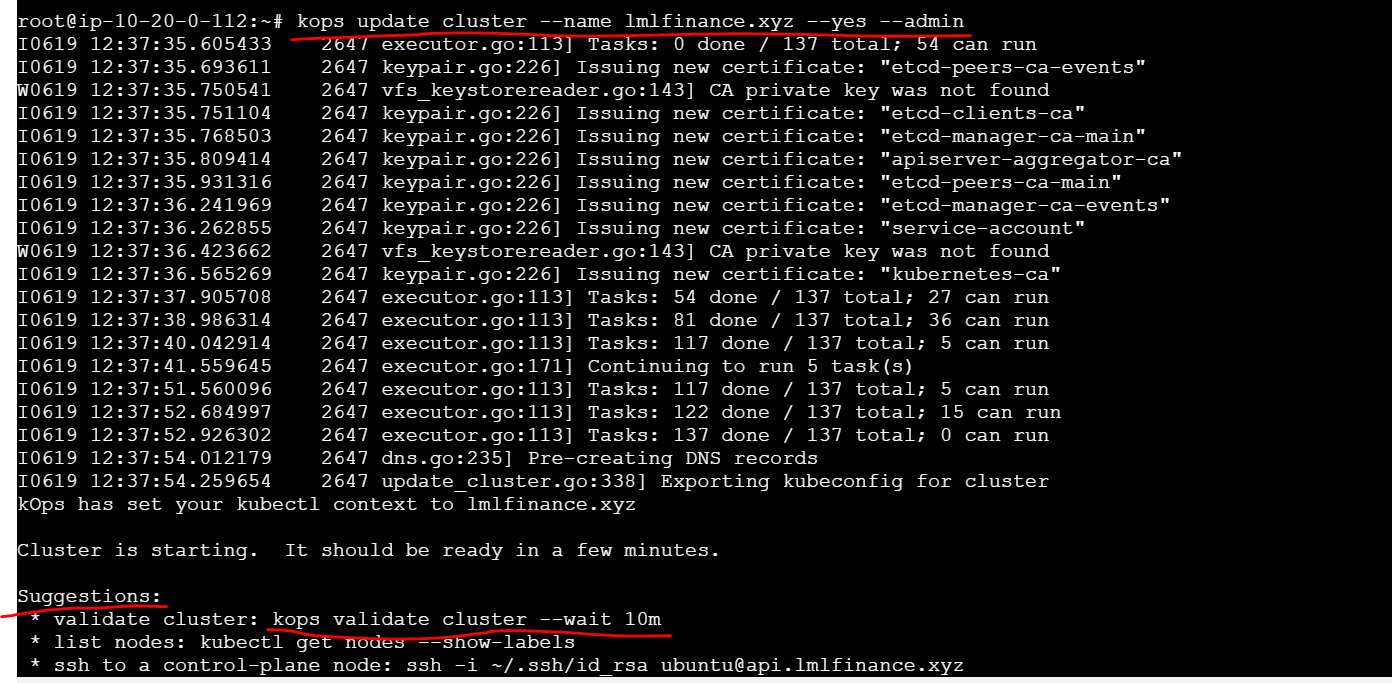 root@ip-10-20-0-112:~# kops update cluster --name lmlfinance.xyz --yes --admin
I0619 12:37:35.605433    2647 executor.go:113] Tasks: 0 done / 137 total; 54 can run
I0619 12:37:35.693611    2647 keypair.go:226] Issuing new certificate: "etcd-peers-ca-events"
W0619 12:37:35.750541    2647 vfs_keystorereader.go:143] CA private key was not found
I0619 12:37:35.751104    2647 keypair.go:226] Issuing new certificate: "etcd-clients-ca"
I0619 12:37:35.768503    2647 keypair.go:226] Issuing new certificate: "etcd-manager-ca-main"
I0619 12:37:35.809414    2647 keypair.go:226] Issuing new certificate: "apiserver-aggregator-ca"
I0619 12:37:35.931316    2647 keypair.go:226] Issuing new certificate: "etcd-peers-ca-main"
I0619 12:37:36.241969    2647 keypair.go:226] Issuing new certificate: "etcd-manager-ca-events"
I0619 12:37:36.262855    2647 keypair.go:226] Issuing new certificate: "service-account"
W0619 12:37:36.423662    2647 vfs_keystorereader.go:143] CA private key was not found
I0619 12:37:36.565269    2647 keypair.go:226] Issuing new certificate: "kubernetes-ca"
I0619 12:37:37.905708    2647 executor.go:113] Tasks: 54 done / 137 total; 27 can run
I0619 12:37:38.986314    2647 executor.go:113] Tasks: 81 done / 137 total; 36 can run
I0619 12:37:40.042914    2647 executor.go:113] Tasks: 117 done / 137 total; 5 can run
I0619 12:37:41.559645    2647 executor.go:171] Continuing to run 5 task(s)
I0619 12:37:51.560096    2647 executor.go:113] Tasks: 117 done / 137 total; 5 can run
I0619 12:37:52.684997    2647 executor.go:113] Tasks: 122 done / 137 total; 15 can run
I0619 12:37:52.926302    2647 executor.go:113] Tasks: 137 done / 137 total; 0 can run
I0619 12:37:54.012179    2647 dns.go:235] Pre-creating DNS records
I0619 12:37:54.259654    2647 update_cluster.go:338] Exporting kubeconfig for cluster
kOps has set your kubectl context to lmlfinance.xyz
Cluster is starting.  It should be ready in a few minutes.
Suggestions:
 * validate cluster: kops validate cluster --wait 10m
 * list nodes: kubectl get nodes --show-labels
 * ssh to a control-plane node: ssh -i ~/.ssh/id_rsa ubuntu@api.lmlfinance.xyz